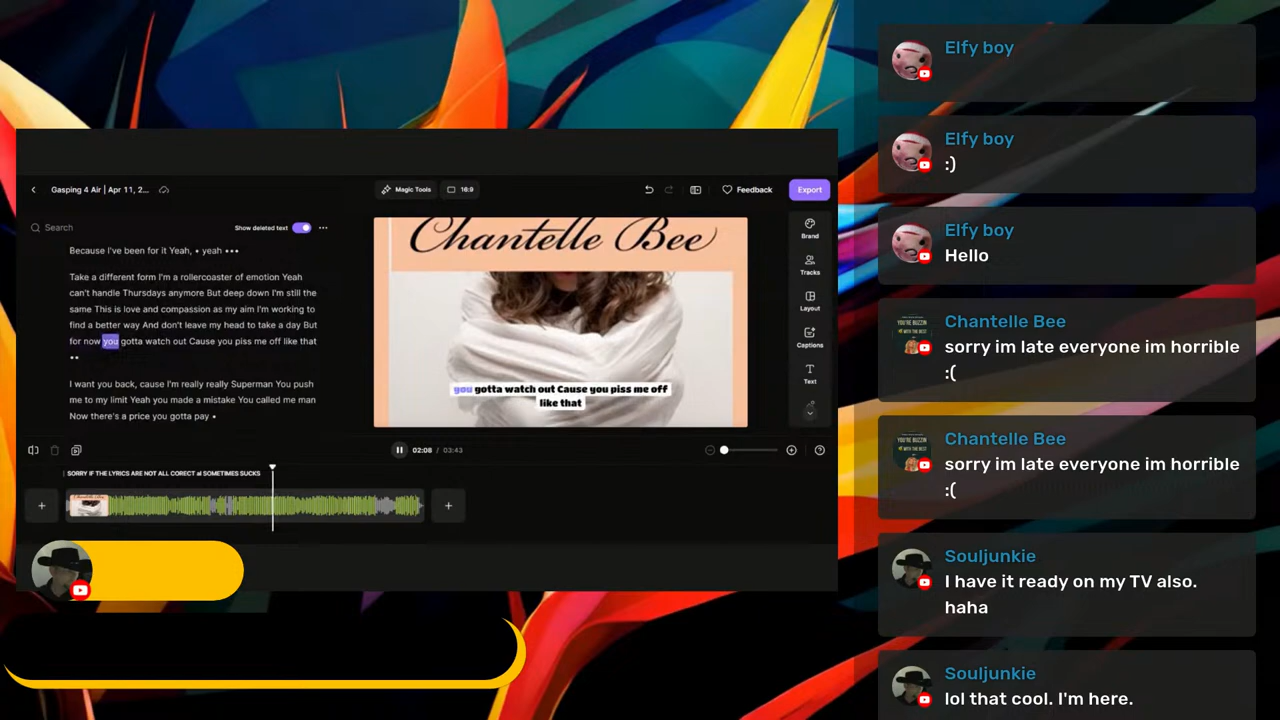 Gasping 4 Air | Apr 11, 2...
Magic Tools
16:9
Feedback
Export
Search
Show deleted text
Because I've been for it Yeah, • yeah •••
Take a different form I'm a rollercoaster of emotion Yeah
can't handle Thursdays anymore But deep down I'm still the
same This is love and compassion as my aim I'm working to
find a better way And don't leave my head to take a day But
for now you gotta watch out Cause you piss me off like that
••
I want you back, cause I'm really really Superman You push
me to my limit Yeah you made a mistake You called me man
Now there's a price you gotta pay •
Chantelle Bee
you gotta watch out Cause you piss me off
like that
Brand
Tracks
Layout
Captions
Text
02:08 / 03:43
SORRY IF THE LYRICS ARE NOT ALL CORECT aI SOMETIMES SUCKS
Elfy boy
Elfy boy
:)
Elfy boy
Hello
Chantelle Bee
sorry im late everyone im horrible
:(
Chantelle Bee
sorry im late everyone im horrible
:(
Souljunkie
I have it ready on my TV also.
haha
Souljunkie
lol that cool. I'm here.